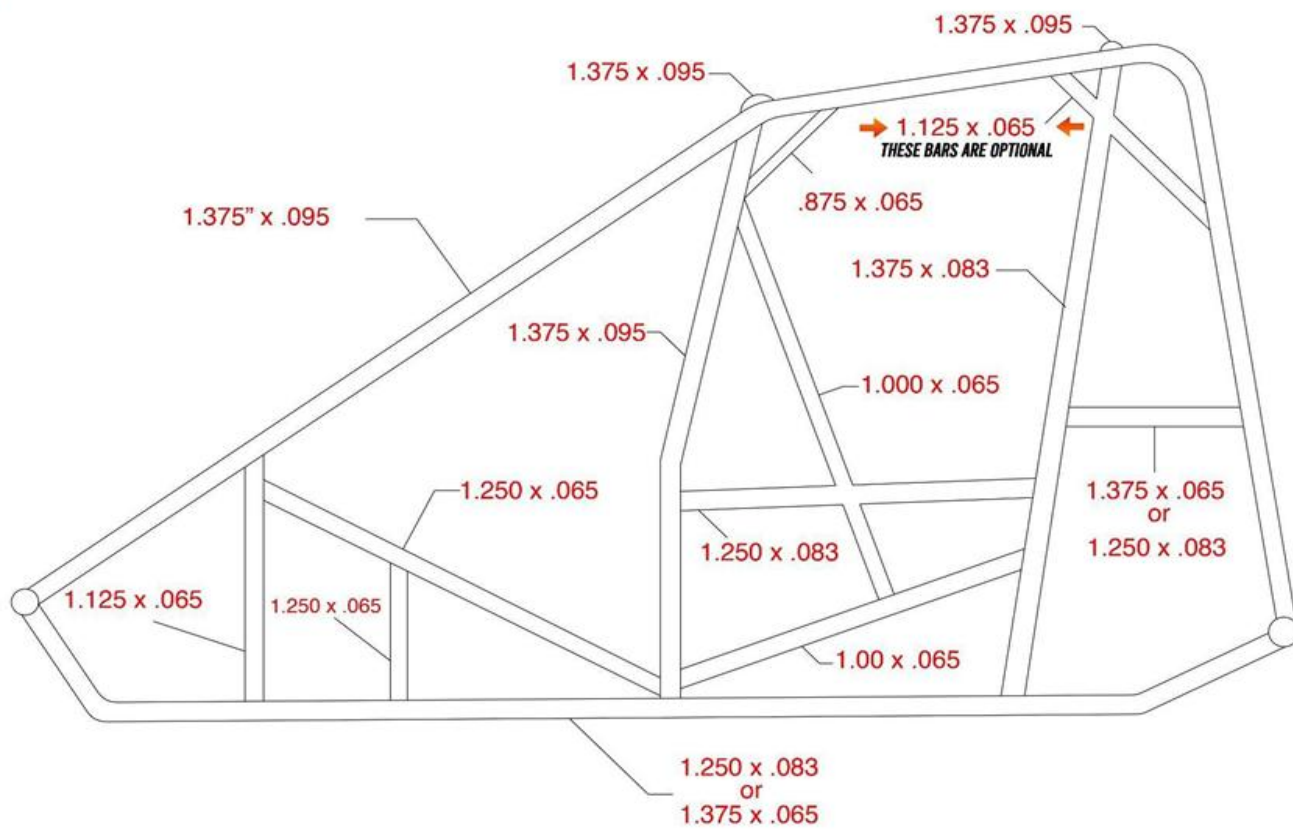 1.375 x .095
1.375 x .095
1.125 x .065
THESE BARS ARE OPTIONAL
.875 x .065
1.375” x .095
1.375 x .083
1.375 x .095
1.000 x .065
1.250 x .065
1.375 x .065
or
1.250 x .083
1.250 x .083
1.125 x .065
1.250 x .065
1.00 x .065
1.250 x .083
or
1.375 x .065